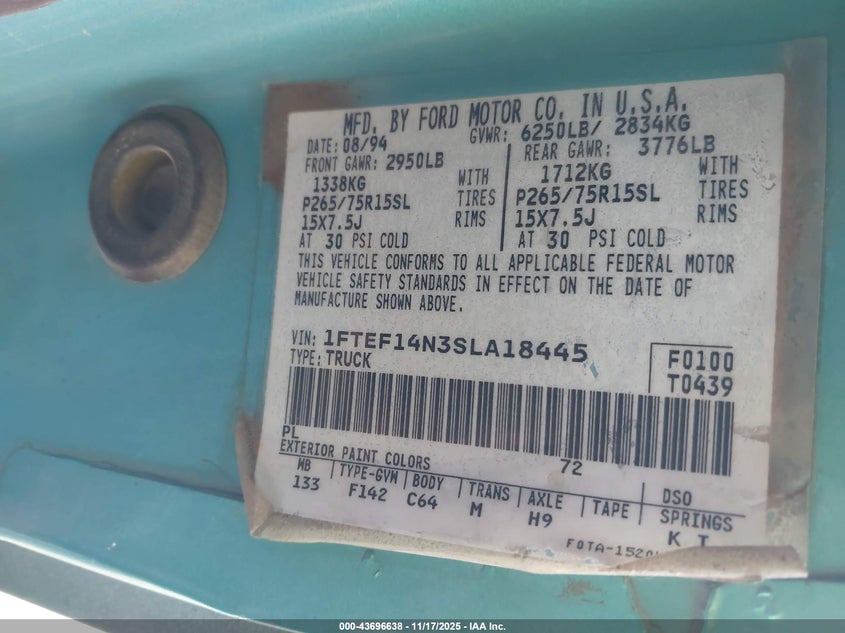 MFD. BY FORD MOTOR CO. IN U.S.A.
DATE: 08/94 GVWR: 6250LB/ 2834KG
FRONT GAWR: 2950LB REAR GAWR: 3776LB
1338KG WITH 1712KG WITH
P265/75R15SL TIRES P265/75R15SL TIRES
15X7.5J RIMS 15X7.5J RIMS
AT 30 PSI COLD AT 30 PSI COLD
THIS VEHICLE CONFORMS TO ALL APPLICABLE FEDERAL MOTOR
VEHICLE SAFETY STANDARDS IN EFFECT ON THE DATE OF
MANUFACTURE SHOWN ABOVE.
VIN: 1FTEF14N3SLA18445
TYPE: TRUCK
F0100
T0439
PL 72
EXTERIOR PAINT COLORS DSO
WB TYPE-GVW BODY TRANS AXLE TAPE SPRINGS
133 F142 C64 M H9 K T
000-43696638 - 11/17/2025 - IAA Inc.